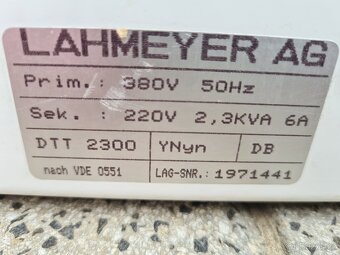 LAHMEYER AG
Prim.: 380V 50Hz
Sek.: 220V 2,3KVA 6A
DTT 2300 YNyn DB
nach VDE 0551 LAG-SNR.: 1971441